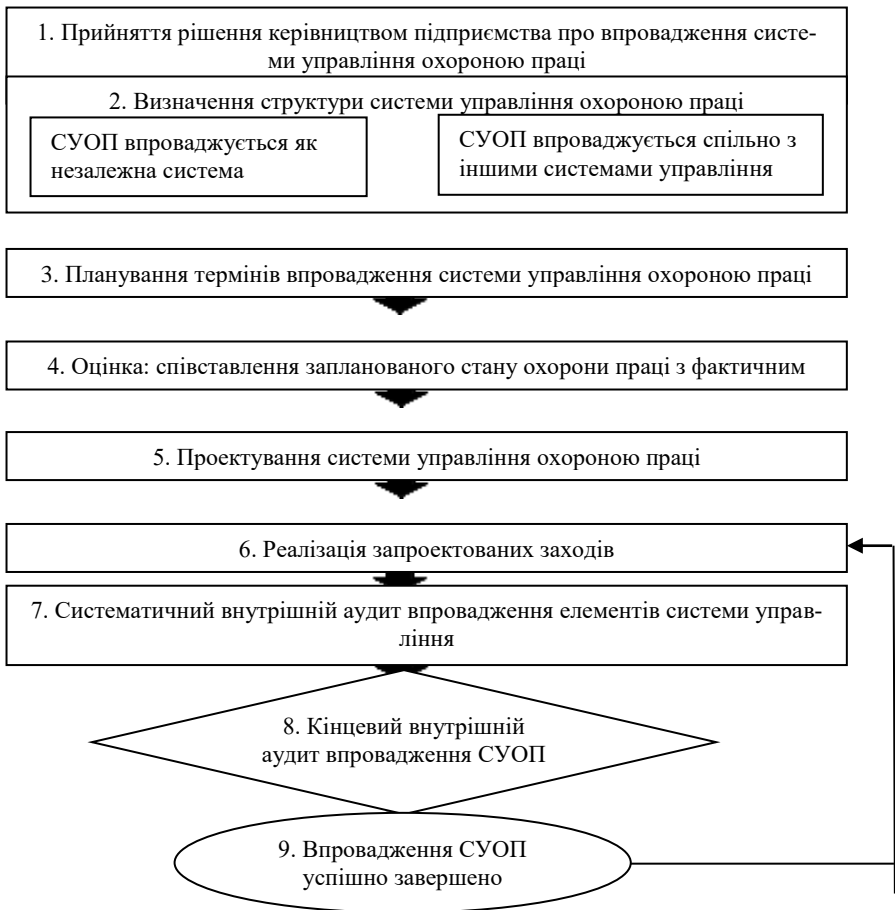 1. Прийняття рішення керівництвом підприємства про впровадження систе-
ми управління охороною праці
2. Визначення структури системи управління охороною праці
СУОП впроваджується як
незалежна система
СУОП впроваджується спільно з
іншими системами управління
3. Планування термінів впровадження системи управління охороною праці
4. Оцінка: співставлення запланованого стану охорони праці з фактичним
5. Проектування системи управління охороною праці
6. Реалізація запроектованих заходів
7. Систематичний внутрішній аудит впровадження елементів системи управ-
ління
8. Кінцевий внутрішній
аудит впровадження СУОП
9. Впровадження СУОП
успішно завершено